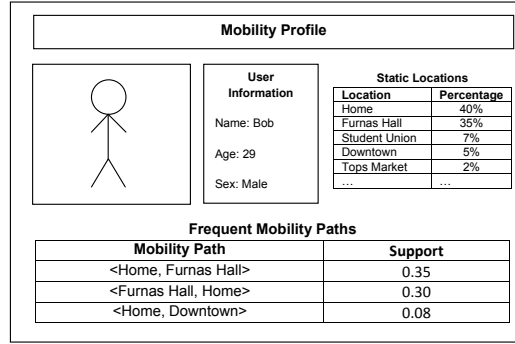 Mobility Profile
User
Information
Name: Bob
Age: 29
Sex: Male
Static Locations
Location Percentage
Home 40%
Furnas Hall 35%
Student Union 7%
Downtown 5%
Tops Market 2%
… …
Frequent Mobility Paths
Mobility Path Support
<Home, Furnas Hall> 0.35
<Furnas Hall, Home> 0.30
<Home, Downtown> 0.08